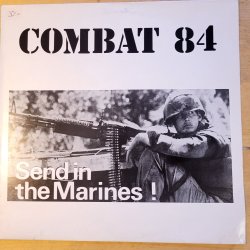 COMBAT 84
Send in
the Marines !